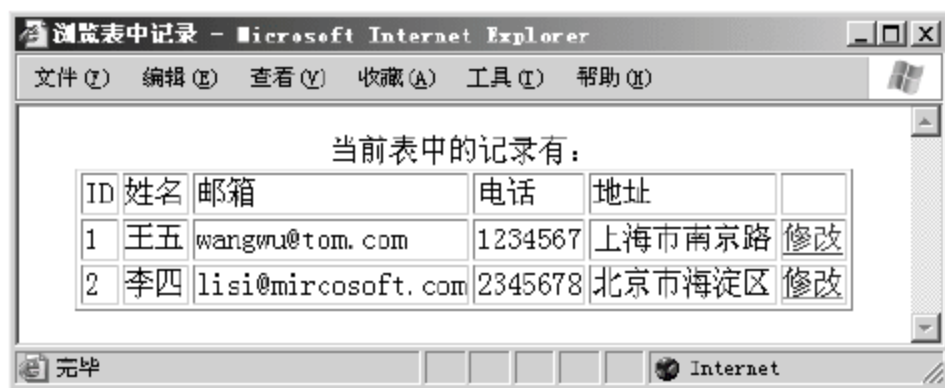 浏览表中记录 - Microsoft Internet Explorer
文件(F) 编辑(E) 查看(V) 收藏(A) 工具(T) 帮助(H)
当前表中的记录有：
ID 姓名 邮箱 电话 地址
1 王五 wangwu@tom.com 1234567 上海市南京路 修改
2 李四 lisi@mircosoft.com 2345678 北京市海淀区 修改
完毕 Internet